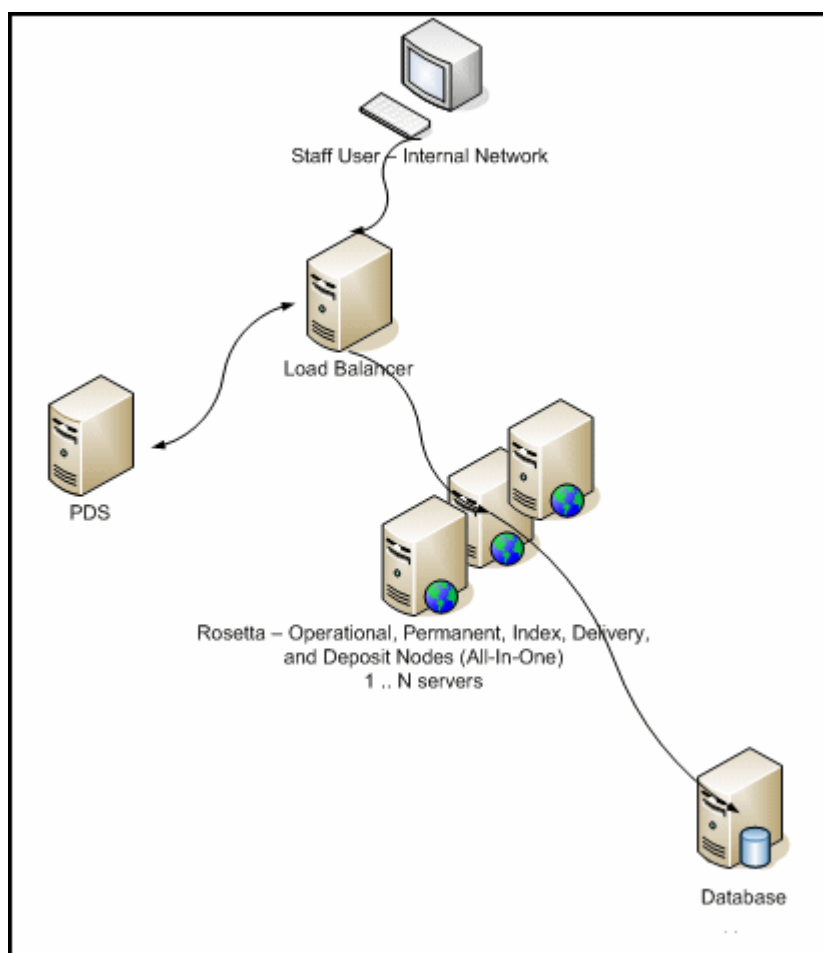 Staff User – Internal Network
Load Balancer
PDS
Rosetta – Operational, Permanent, Index, Delivery,
and Deposit Nodes (All-In-One)
1 .. N servers
Database
. .